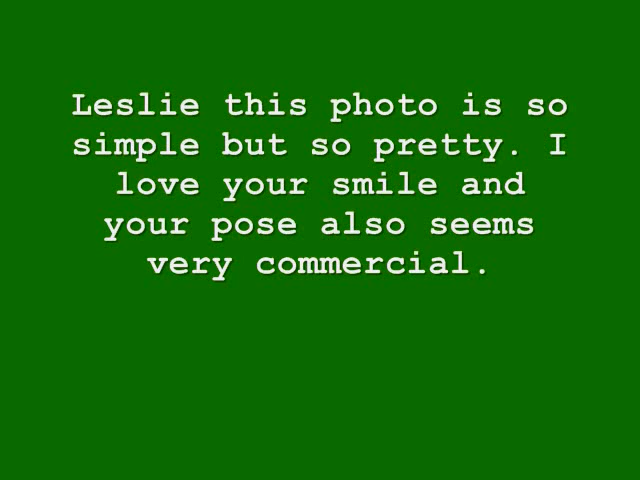 Leslie this photo is so
simple but so pretty. I
love your smile and
your pose also seems
very commercial.